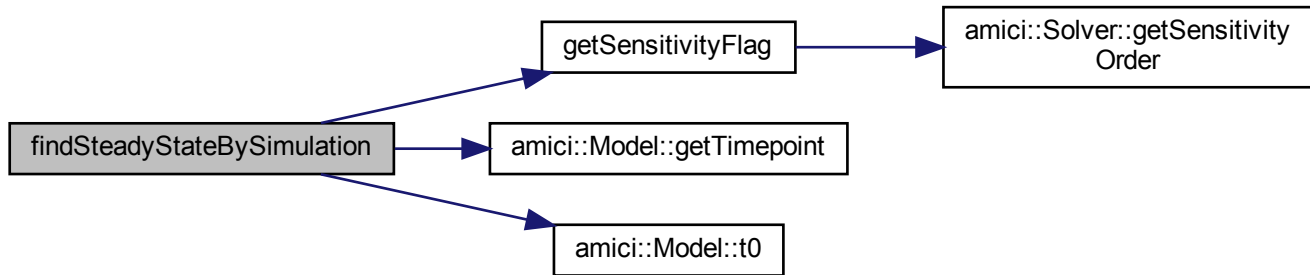 getSensitivityFlag
amici::Solver::getSensitivity
Order
findSteadyStateBySimulation
amici::Model::getTimepoint
amici::Model::t0